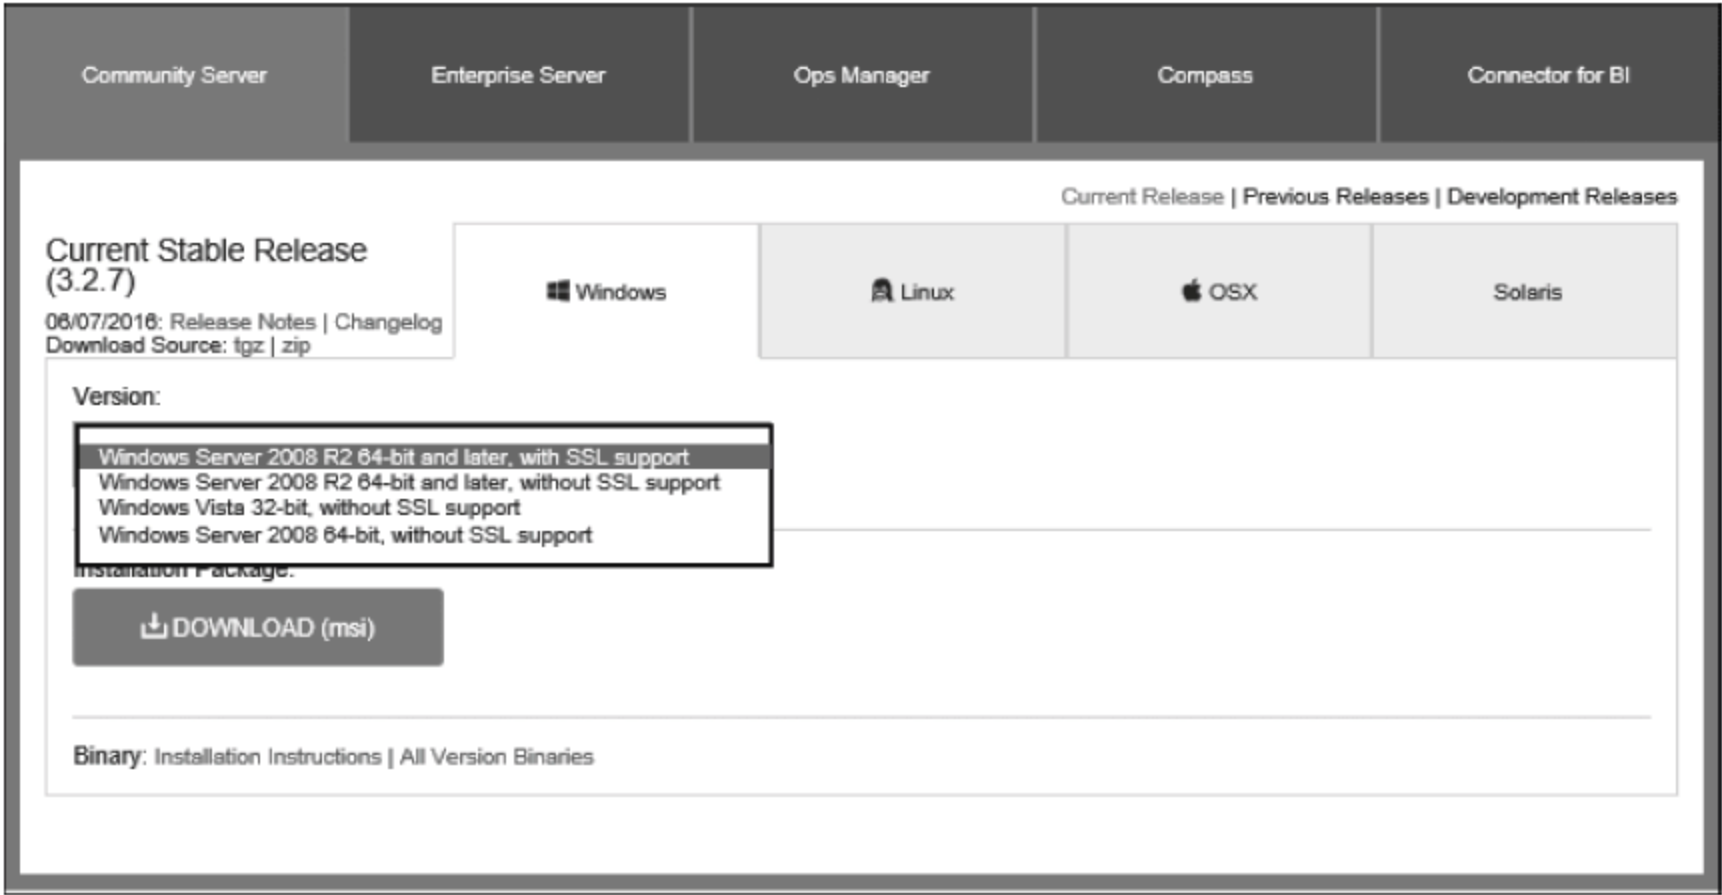 Community Server
Enterprise Server
Ops Manager
Compass
Connector for BI
Current Release | Previous Releases | Development Releases
Current Stable Release
(3.2.7)
06/07/2016: Release Notes | Changelog
Download Source: tgz | zip
Windows
Linux
OSX
Solaris
Version:
Windows Server 2008 R2 64-bit and later, with SSL support
Windows Server 2008 R2 64-bit and later, without SSL support
Windows Vista 32-bit, without SSL support
Windows Server 2008 64-bit, without SSL support
Installation Package:
DOWNLOAD (msi)
Binary: Installation Instructions | All Version Binaries